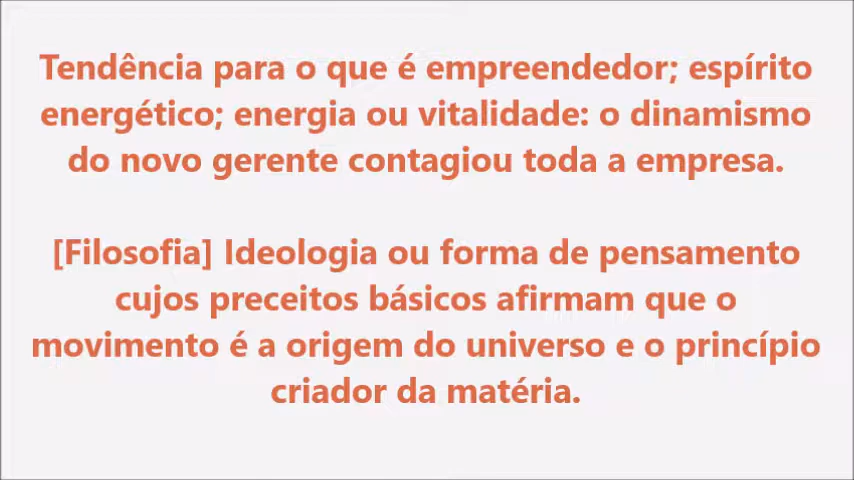 Tendência para o que é empreendedor; espírito
energético; energia ou vitalidade: o dinamismo
do novo gerente contagiou toda a empresa.
[Filosofia] Ideologia ou forma de pensamento
cujos preceitos básicos afirmam que o
movimento é a origem do universo e o princípio
criador da matéria.